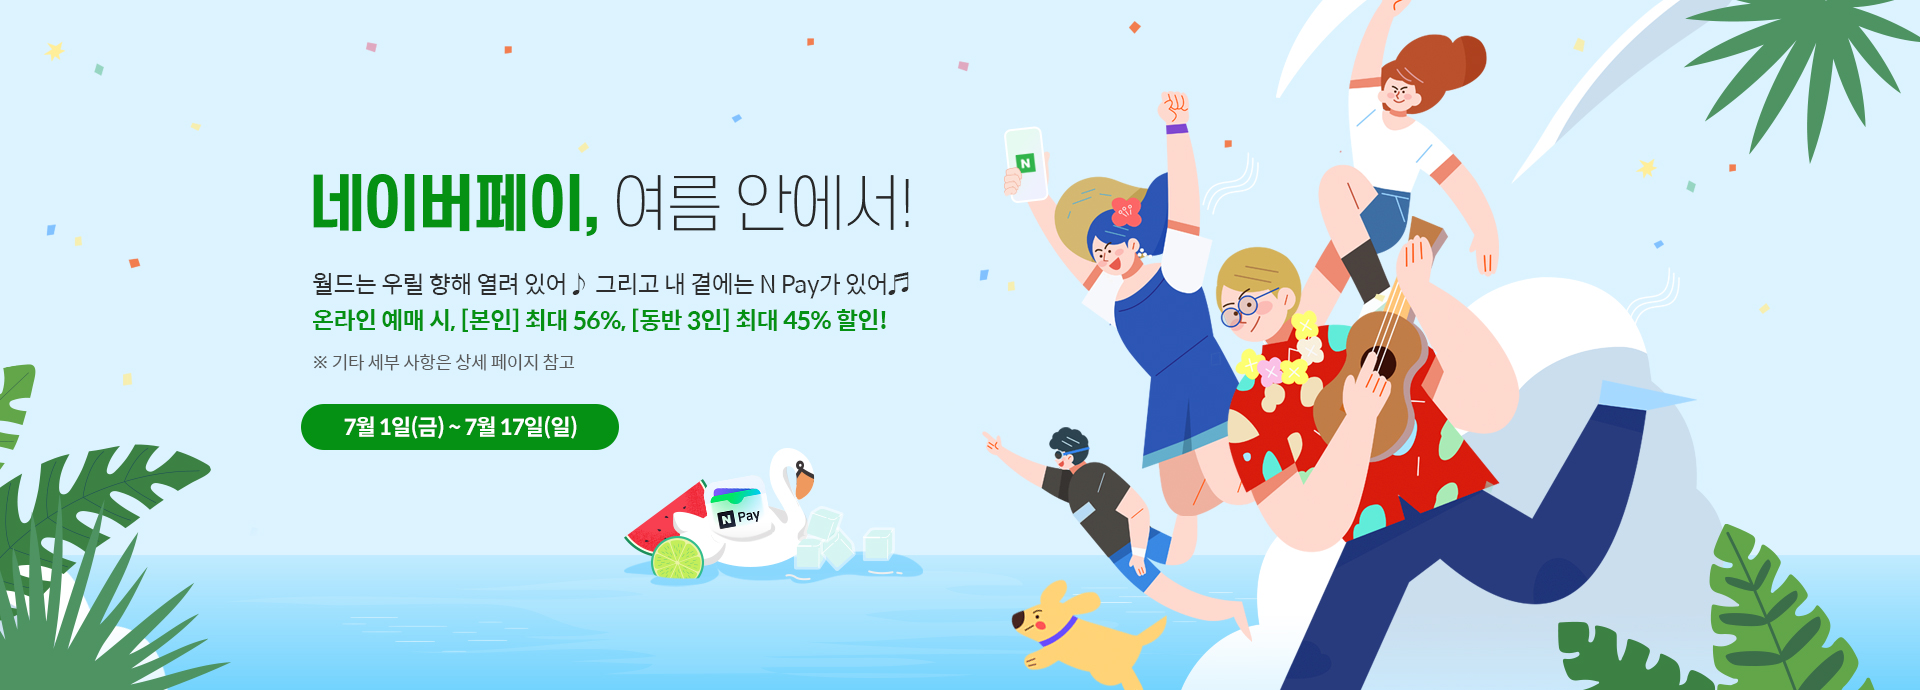 네이버페이, 여름 안에서!
월드는 우릴 향해 열려 있어♪ 그리고 내 곁에는 N Pay가 있어♬
온라인 예매 시, [본인] 최대 56%, [동반 3인] 최대 45% 할인!
※ 기타 세부 사항은 상세 페이지 참고
7월 1일(금) ~ 7월 17일(일)
N
N Pay